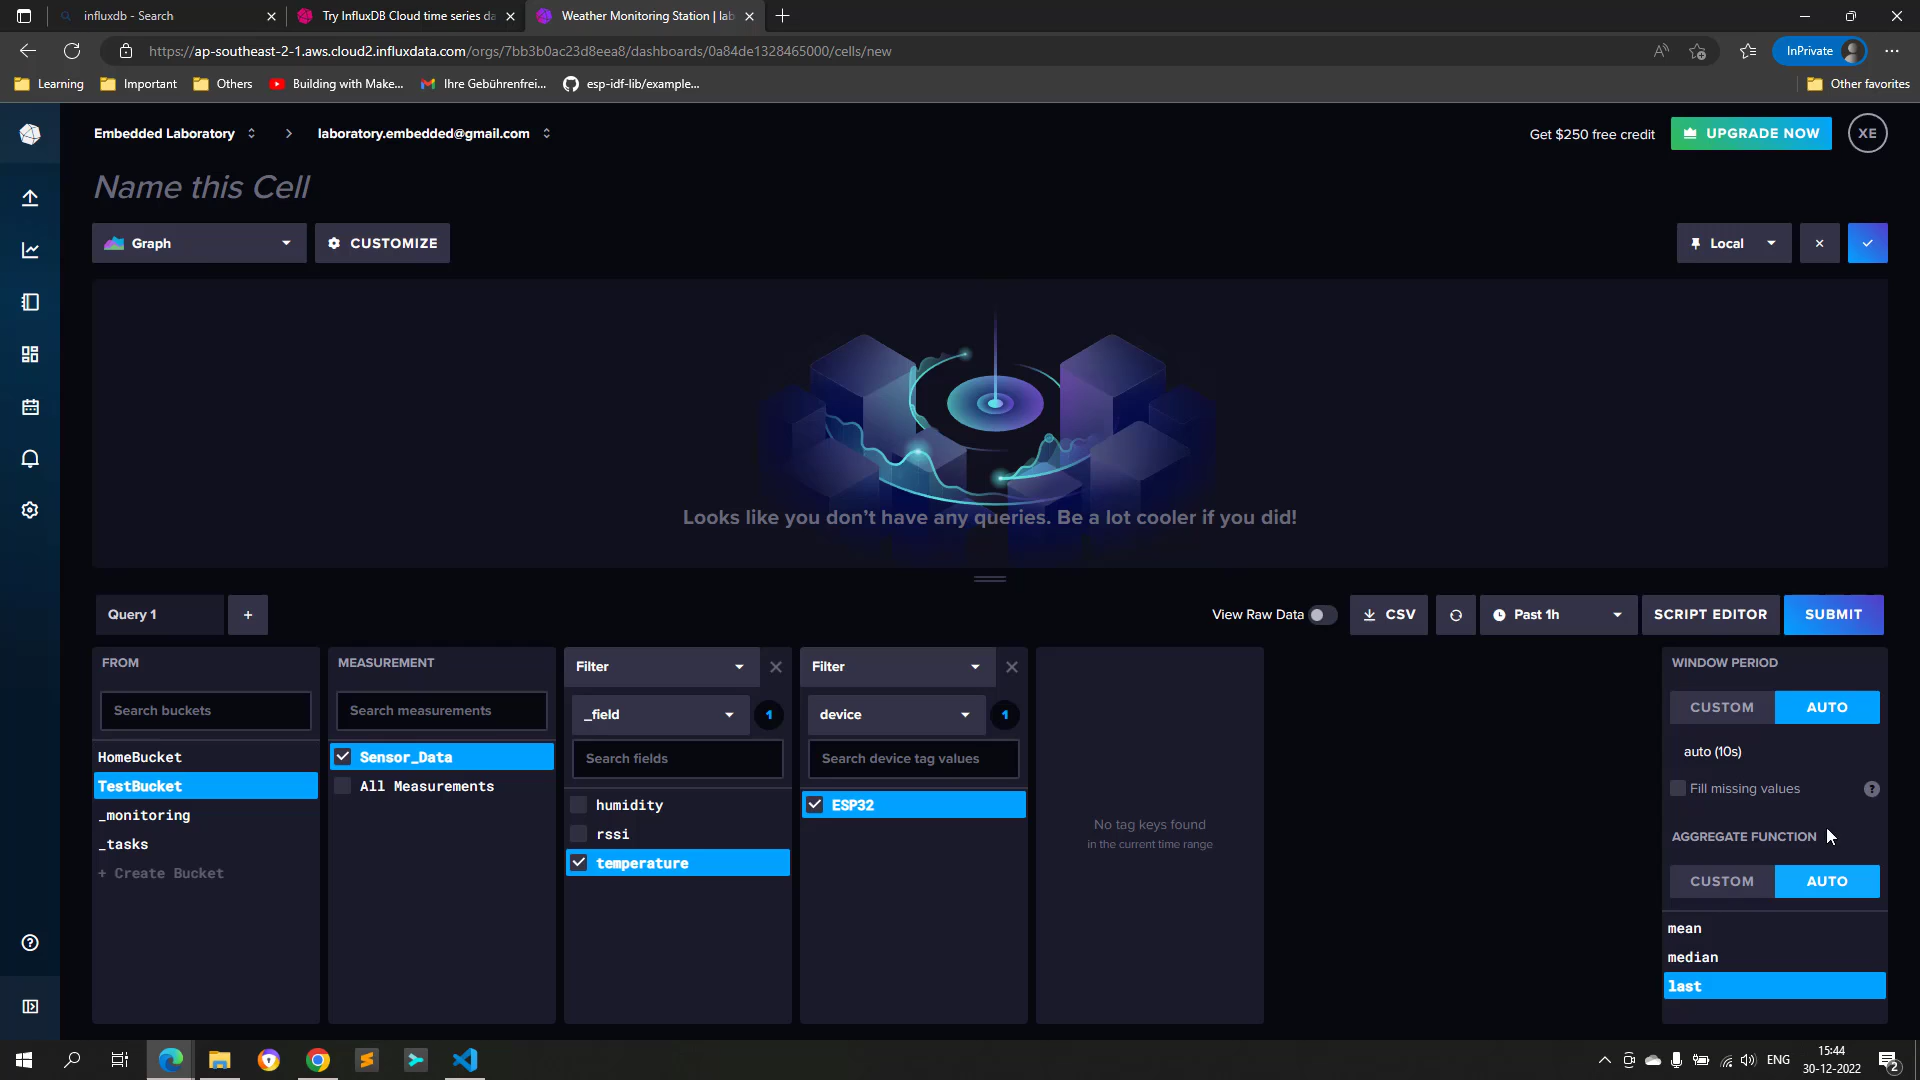 influxdb - Search
Try InfluxDB Cloud time series da
Weather Monitoring Station | lab
https://ap-southeast-2-1.aws.cloud2.influxdata.com/orgs/7bb3b0ac23d8eea8/dashboards/0a84de1328465000/cells/new
InPrivate
Learning
Important
Others
Building with Make...
Ihre Gebührenfrei...
esp-idf-lib/example...
Other favorites
Embedded Laboratory
laboratory.embedded@gmail.com
Get $250 free credit
UPGRADE NOW
XE
Name this Cell
Graph
CUSTOMIZE
Local
Looks like you don't have any queries. Be a lot cooler if you did!
Query 1
+
View Raw Data
CSV
Past 1h
SCRIPT EDITOR
SUBMIT
FROM
Search buckets
HomeBucket
TestBucket
_monitoring
_tasks
+ Create Bucket
MEASUREMENT
Search measurements
Sensor_Data
All Measurements
Filter
_field
1
Search fields
humidity
rssi
temperature
Filter
device
1
Search device tag values
ESP32
No tag keys found
in the current time range
WINDOW PERIOD
CUSTOM
AUTO
auto (10s)
Fill missing values
?
AGGREGATE FUNCTION
CUSTOM
AUTO
mean
median
last
ENG
15:44
30-12-2022
2